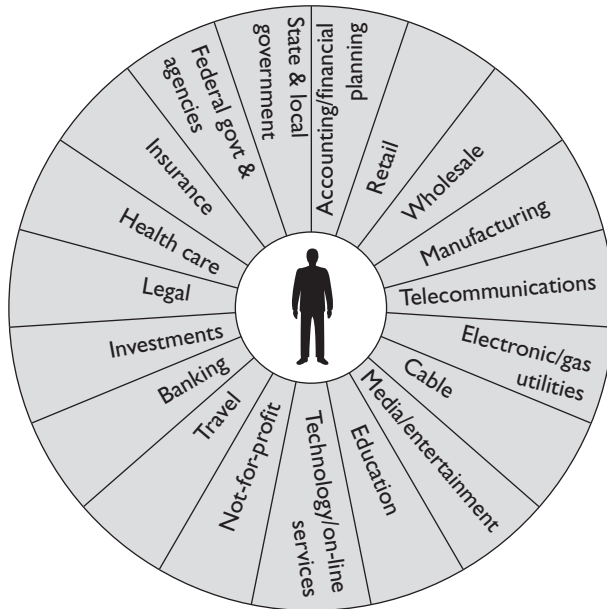 Accounting/financial
planning
Retail
Wholesale
Manufacturing
Telecommunications
Electronic/gas
utilities
Cable
Media/entertainment
Education
Technology/on-line
services
Not-for-profit
Travel
Banking
Investments
Legal
Health care
Insurance
Federal govt &
agencies
State & local
government